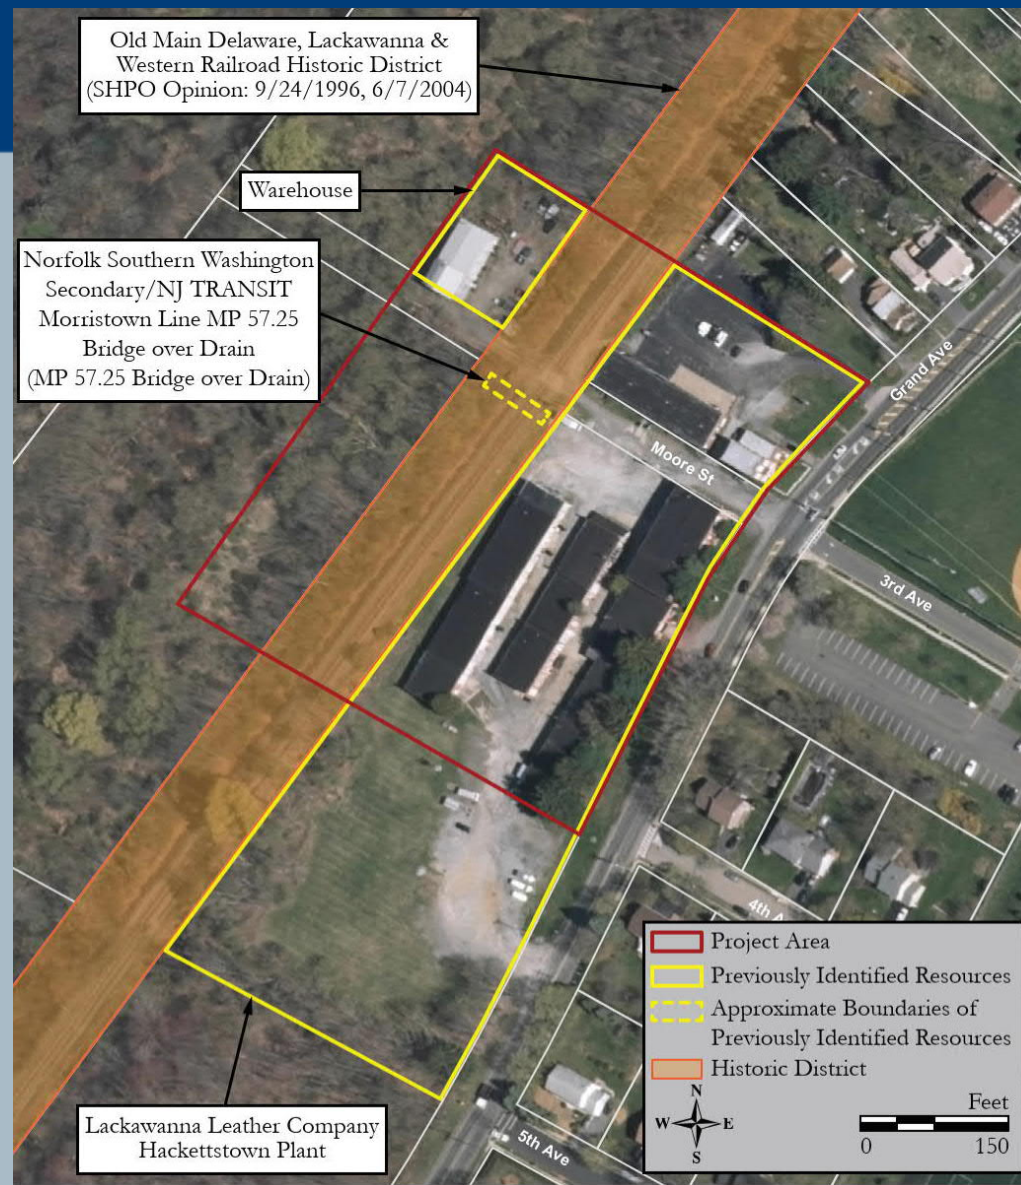 Old Main Delaware, Lackawanna &
Western Railroad Historic District
(SHPO Opinion: 9/24/1996, 6/7/2004)
Warehouse
Norfolk Southern Washington
Secondary/NJ TRANSIT
Morristown Line MP 57.25
Bridge over Drain
(MP 57.25 Bridge over Drain)
Grand Ave
Moore St
3rd Ave
4th A
Project Area
Previously Identified Resources
Approximate Boundaries of
Previously Identified Resources
Historic District
N
W E
S
Feet
0 150
Lackawanna Leather Company
Hackettstown Plant
5th Ave